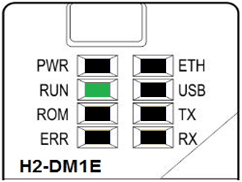 PWR ETH
RUN USB
ROM TX
ERR RX
H2-DM1E